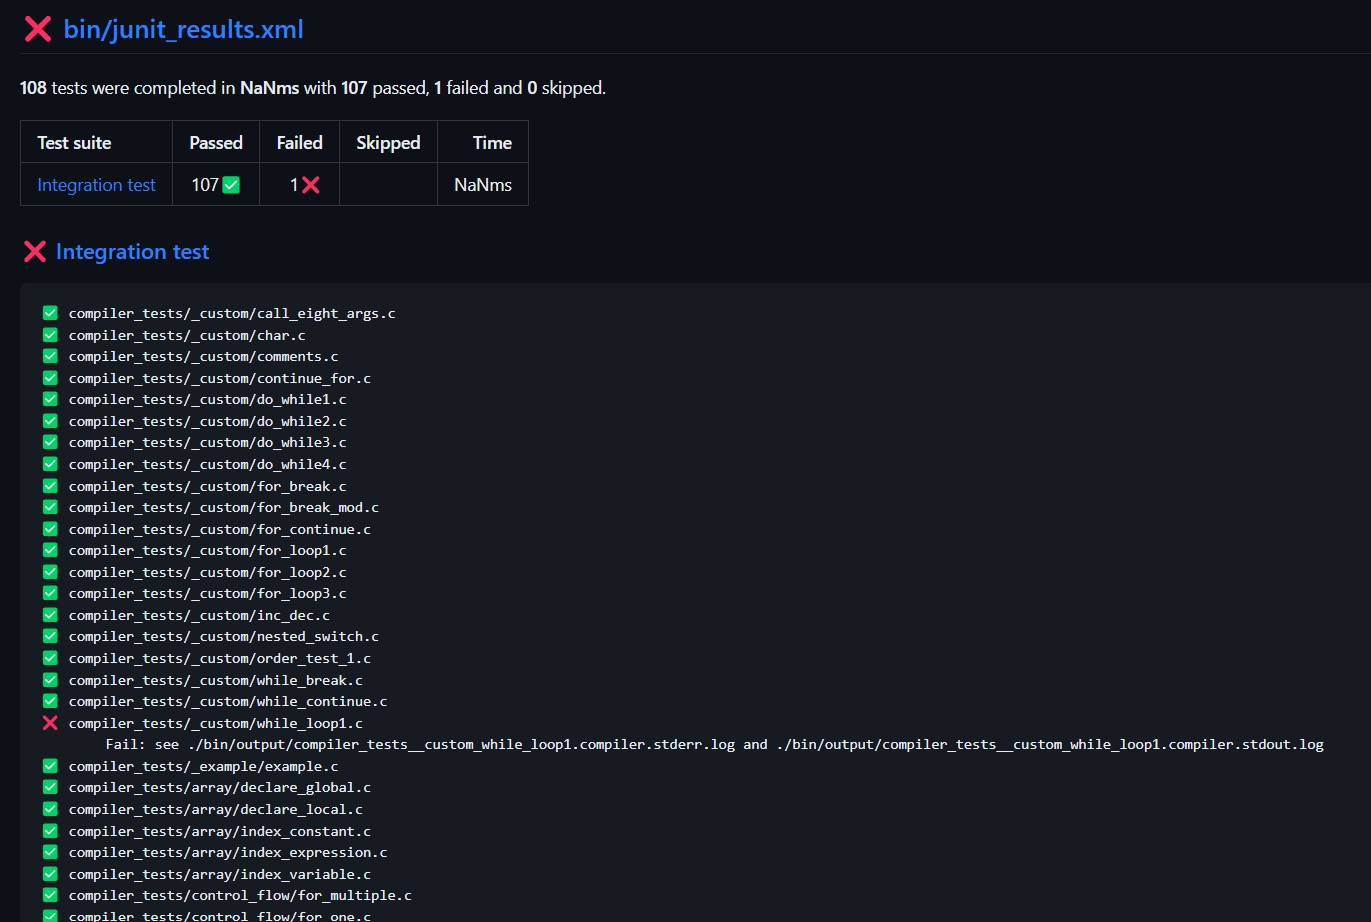 bin/junit_results.xml
108 tests were completed in NaNms with 107 passed, 1 failed and 0 skipped.
Test suite Passed Failed Skipped Time
Integration test 107 1 NaNms
Integration test
compiler_tests/_custom/call_eight_args.c
compiler_tests/_custom/char.c
compiler_tests/_custom/comments.c
compiler_tests/_custom/continue_for.c
compiler_tests/_custom/do_while1.c
compiler_tests/_custom/do_while2.c
compiler_tests/_custom/do_while3.c
compiler_tests/_custom/do_while4.c
compiler_tests/_custom/for_break.c
compiler_tests/_custom/for_break_mod.c
compiler_tests/_custom/for_continue.c
compiler_tests/_custom/for_loop1.c
compiler_tests/_custom/for_loop2.c
compiler_tests/_custom/for_loop3.c
compiler_tests/_custom/inc_dec.c
compiler_tests/_custom/nested_switch.c
compiler_tests/_custom/order_test_1.c
compiler_tests/_custom/while_break.c
compiler_tests/_custom/while_continue.c
compiler_tests/_custom/while_loop1.c
Fail: see ./bin/output/compiler_tests__custom_while_loop1.compiler.stderr.log and ./bin/output/compiler_tests__custom_while_loop1.compiler.stdout.log
compiler_tests/_example/example.c
compiler_tests/array/declare_global.c
compiler_tests/array/declare_local.c
compiler_tests/array/index_constant.c
compiler_tests/array/index_expression.c
compiler_tests/array/index_variable.c
compiler_tests/control_flow/for_multiple.c
compiler_tests/control_flow/for_one.c